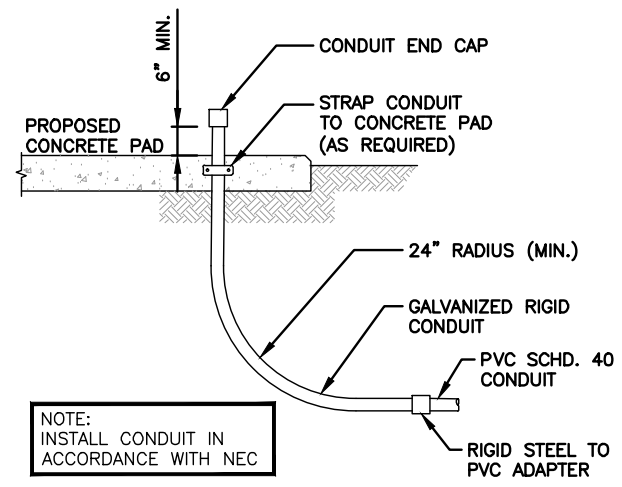 6" MIN.
CONDUIT END CAP
STRAP CONDUIT
TO CONCRETE PAD
(AS REQUIRED)
PROPOSED
CONCRETE PAD
24" RADIUS (MIN.)
GALVANIZED RIGID
CONDUIT
PVC SCHD. 40
CONDUIT
RIGID STEEL TO
PVC ADAPTER
NOTE:
INSTALL CONDUIT IN
ACCORDANCE WITH NEC